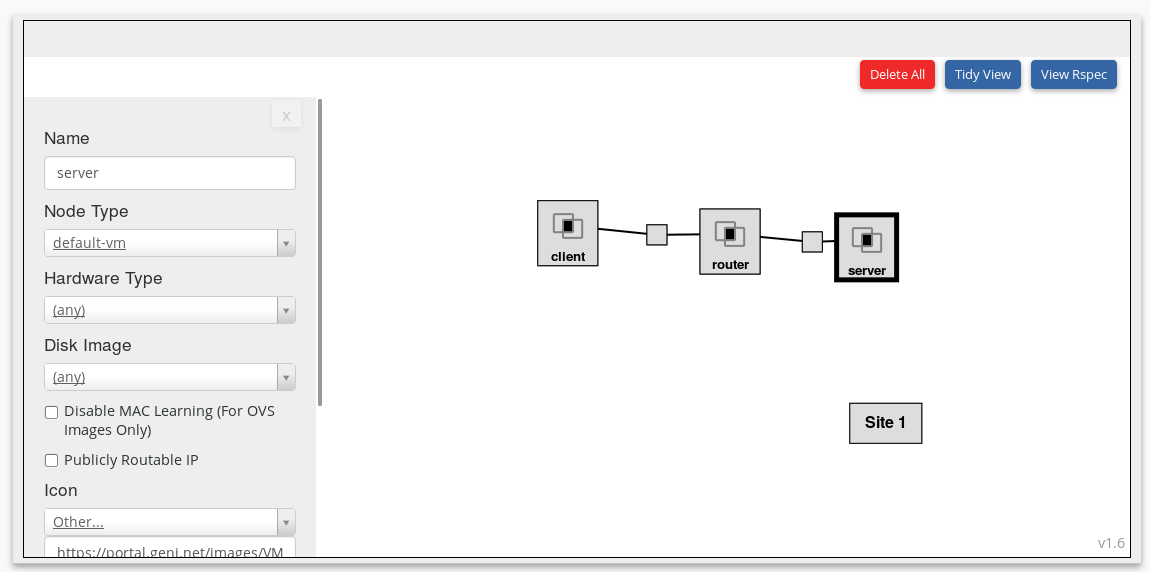 Delete All
Tidy View
View Rspec
x
Name
server
Node Type
default-vm
Hardware Type
(any)
Disk Image
(any)
Disable MAC Learning (For OVS
Images Only)
Publicly Routable IP
Icon
Other...
https://portal.geni.net/images/VM
client
router
server
Site 1
v1.6